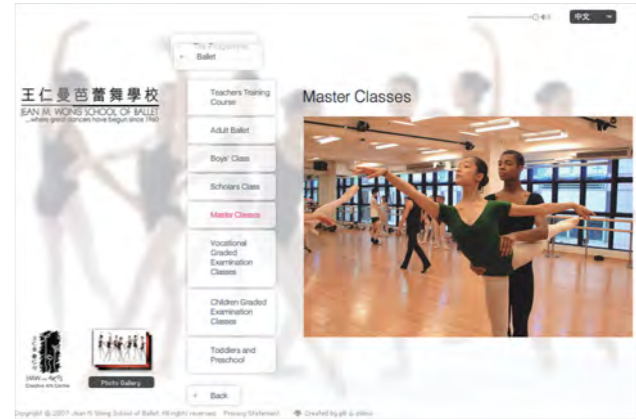 中文
Ballet
王仁曼芭蕾舞學校
JEAN M. WONG SCHOOL OF BALLET
...where great dancers have begun since 1960
Teachers Training
Course
Adult Ballet
Boys' Class
Scholars Class
Master Classes
Vocational
Graded
Examination
Classes
Children Graded
Examination
Classes
Toddlers and
Preschool
Back
Master Classes
Creative Arts Centre
Photo Gallery
Copyright © 2007 Jean M. Wong School of Ballet. All rights reserved.
Privacy Statement
Created by